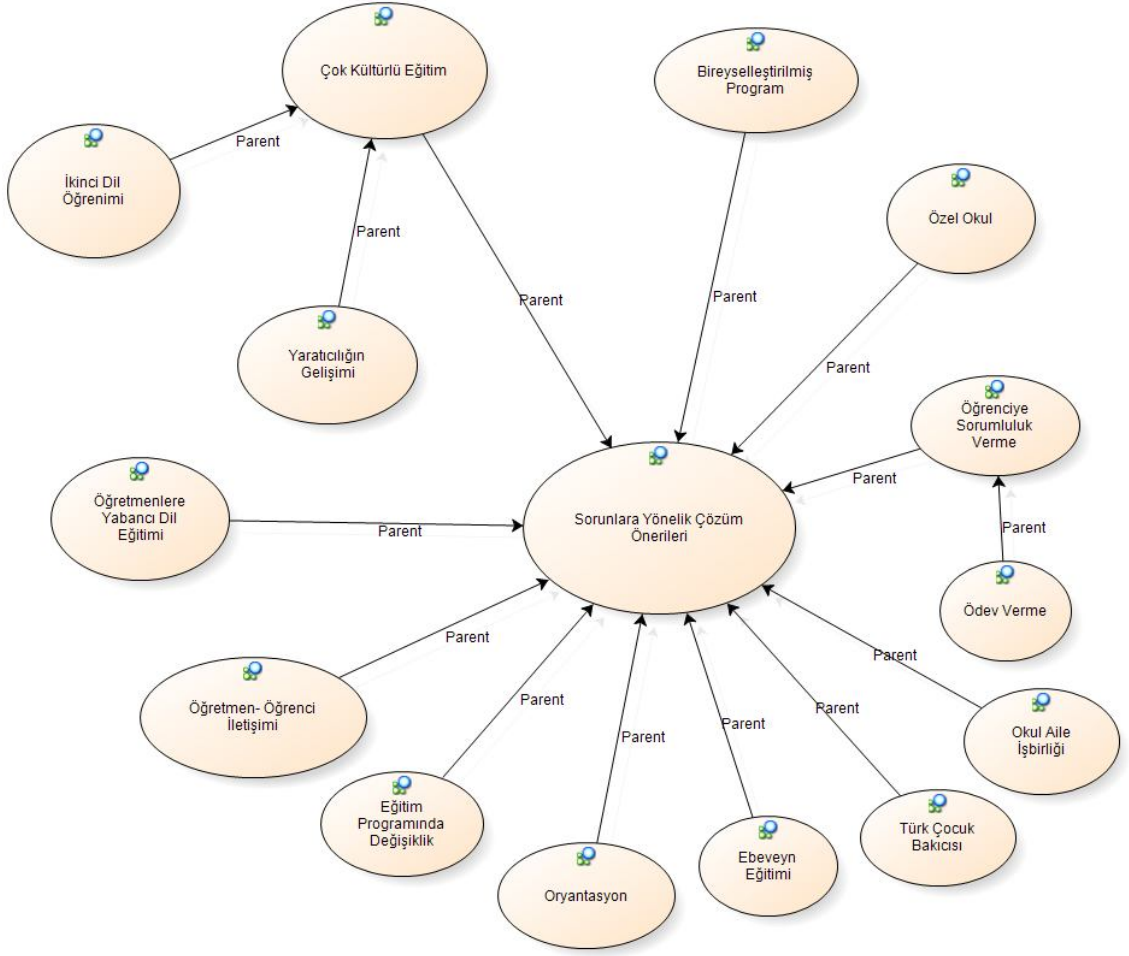 Çok Kültürlü Eğitim
Bireyselleştirilmiş
Program
Parent
İkinci Dil
Öğrenimi
Özel Okul
Parent
Parent
Parent
Yaratıcılığın
Gelişimi
Parent
Öğrenciye
Sorumluluk
Verme
Parent
Öğretmenlere
Yabancı Dil
Eğitimi
Parent
Sorunlara Yönelik Çözüm
Önerileri
Parent
Ödev Verme
Parent
Parent
Öğretmen- Öğrenci
İletişimi
Parent
Parent
Parent
Parent
Parent
Okul Aile
İşbirliği
Eğitim
Programında
Değişiklik
Türk Çocuk
Bakıcısı
Ebeveyn
Eğitimi
Oryantasyon